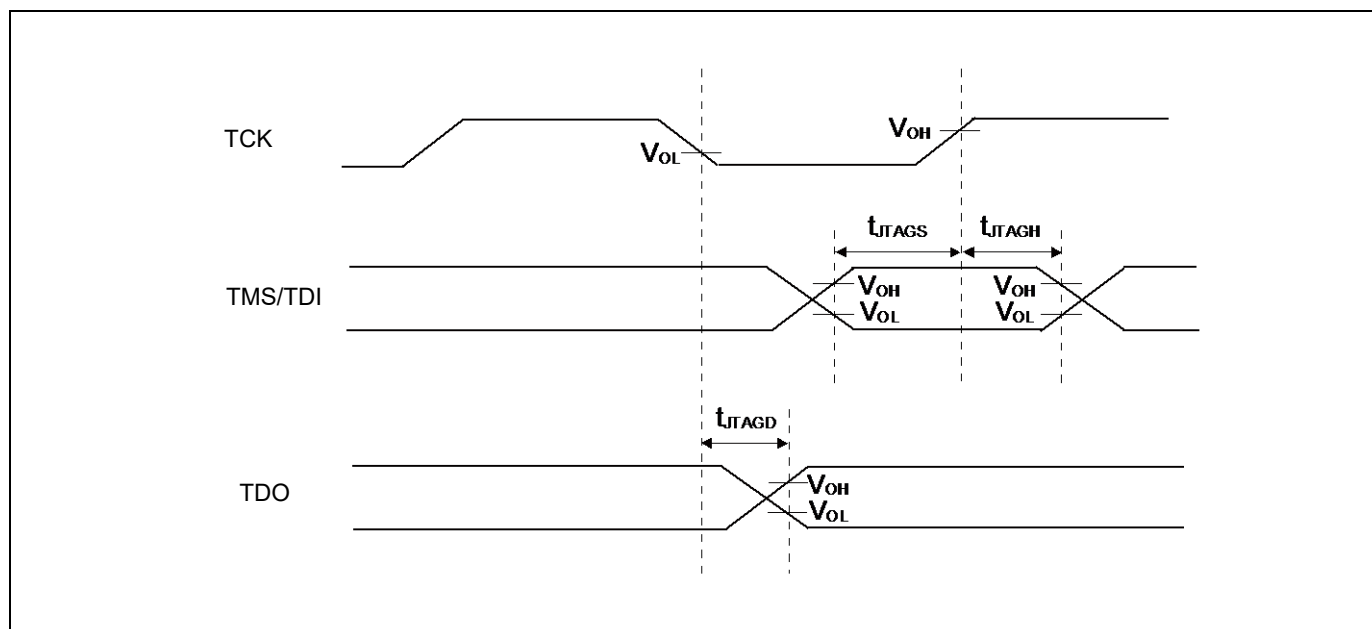 TCK
VOL
VOH
tJTAGS
tJTAGH
TMS/TDI
VOH
VOL
VOH
VOL
tJTAGD
TDO
VOH
VOL